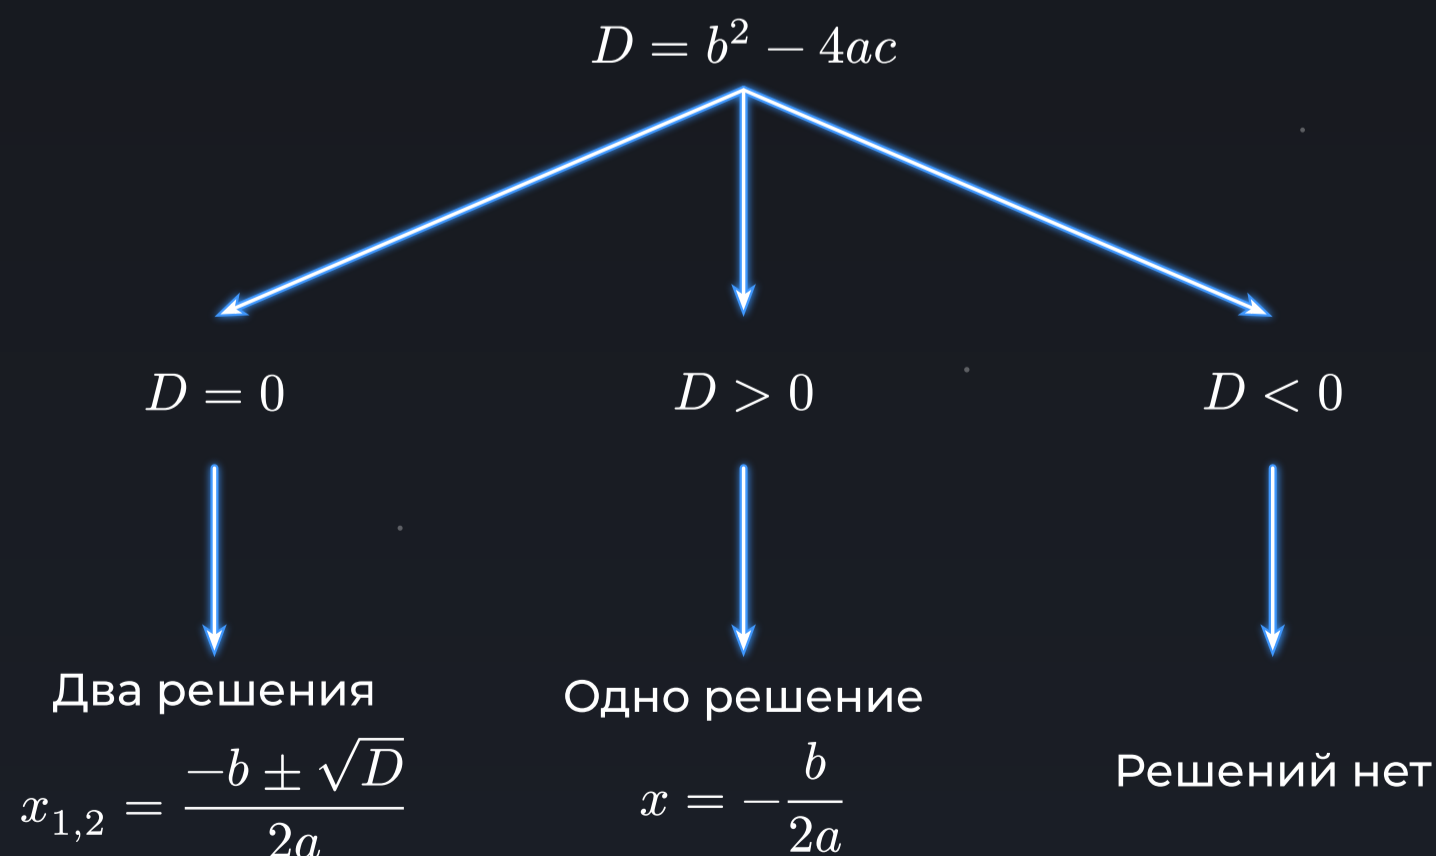 D = b² − 4ac
D = 0
D > 0
D < 0
Два решения
x₁,₂ = (−b ± √D) / 2a
Одно решение
x = − b / 2a
Решений нет